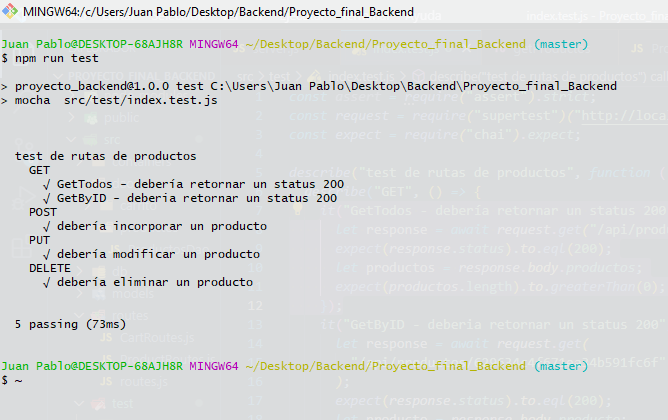 MINGW64:/c/Users/Juan Pablo/Desktop/Backend/Proyecto_final_Backend
Juan Pablo@DESKTOP-68AJH8R MINGW64 ~/Desktop/Backend/Proyecto_final_Backend (master)
$ npm run test
> proyecto_backend@1.0.0 test C:\Users\Juan Pablo\Desktop\Backend\Proyecto_final_Backend
> mocha  src/test/index.test.js
test de rutas de productos
GET
√ GetTodos - debería retornar un status 200
√ GetByID - deberia retornar un status 200
POST
√ debería incorporar un producto
PUT
√ debería modificar un producto
DELETE
√ debería eliminar un producto
5 passing (73ms)
Juan Pablo@DESKTOP-68AJH8R MINGW64 ~/Desktop/Backend/Proyecto_final_Backend (master)
$ ~